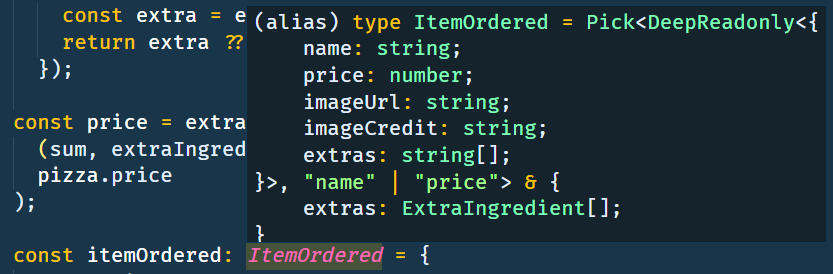 const extra = e
return extra ??
});
const price = extra
(sum, extraIngred
pizza.price
);
const itemOrdered: ItemOrdered = {
(alias) type ItemOrdered = Pick<DeepReadonly<{
name: string;
price: number;
imageUrl: string;
imageCredit: string;
extras: string[];
}>, "name" | "price"> & {
extras: ExtraIngredient[];
}